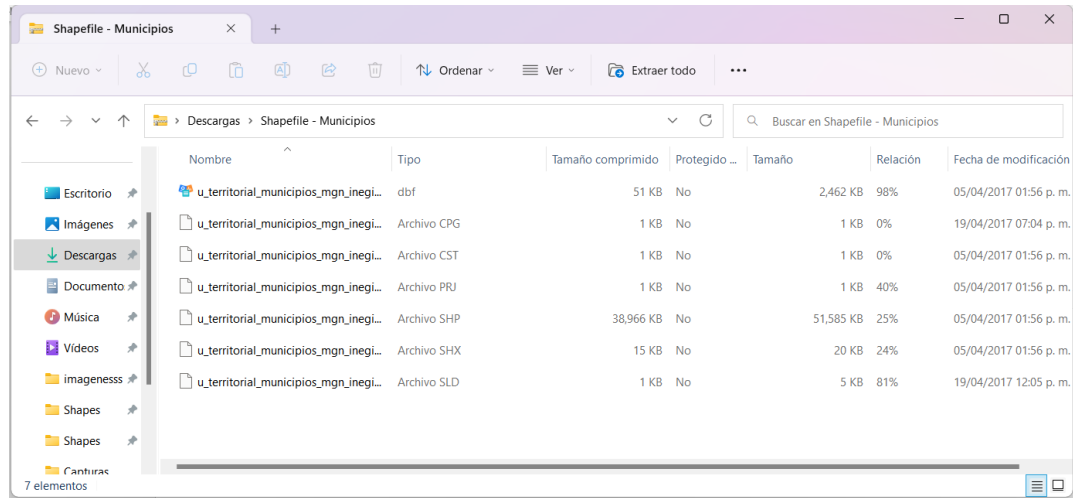 Shapefile - Municipios
Nuevo Ordenar Ver Extraer todo
Descargas > Shapefile - Municipios Buscar en Shapefile - Municipios
Nombre Tipo Tamaño comprimido Protegido ... Tamaño Relación Fecha de modificación
Escritorio
Imágenes
Descargas
Documento
Música
Vídeos
imagenesss
Shapes
Shapes
Capturas
u_territorial_municipios_mgn_inegi... dbf 51 KB No 2,462 KB 98% 05/04/2017 01:56 p. m.
u_territorial_municipios_mgn_inegi... Archivo CPG 1 KB No 1 KB 0% 19/04/2017 07:04 p. m.
u_territorial_municipios_mgn_inegi... Archivo CST 1 KB No 1 KB 0% 05/04/2017 01:56 p. m.
u_territorial_municipios_mgn_inegi... Archivo PRJ 1 KB No 1 KB 40% 05/04/2017 01:56 p. m.
u_territorial_municipios_mgn_inegi... Archivo SHP 38,966 KB No 51,585 KB 25% 05/04/2017 01:56 p. m.
u_territorial_municipios_mgn_inegi... Archivo SHX 15 KB No 20 KB 24% 05/04/2017 01:56 p. m.
u_territorial_municipios_mgn_inegi... Archivo SLD 1 KB No 5 KB 81% 19/04/2017 12:05 p. m.
7 elementos